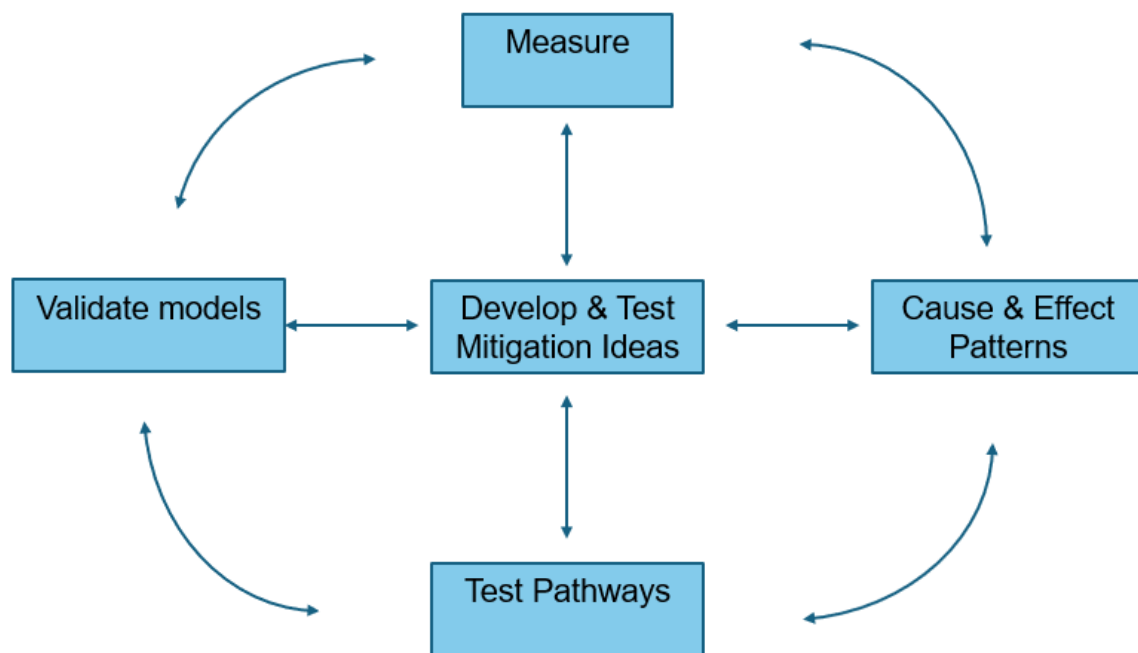 Measure
Validate models
Develop & Test
Mitigation Ideas
Cause & Effect
Patterns
Test Pathways